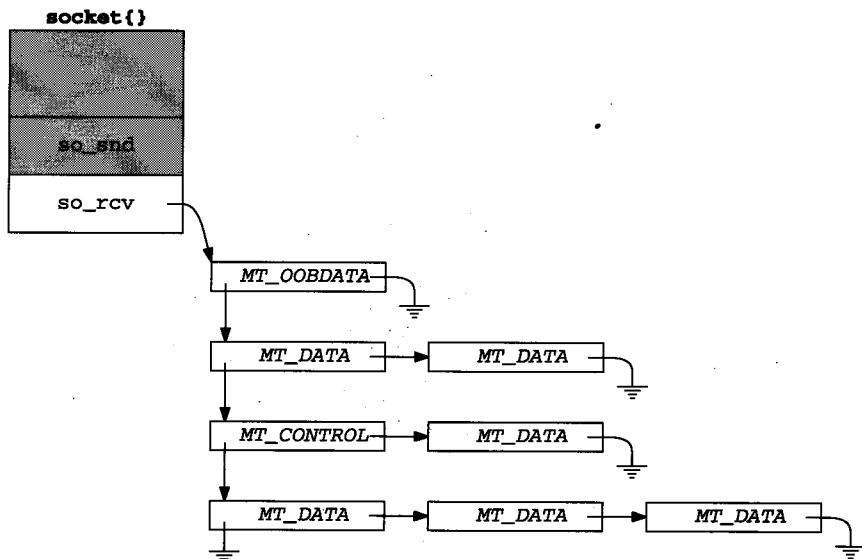 socket{}
so_snd
so_rcv
MT_OOBDATA
MT_DATA MT_DATA
MT_CONTROL MT_DATA
MT_DATA MT_DATA MT_DATA